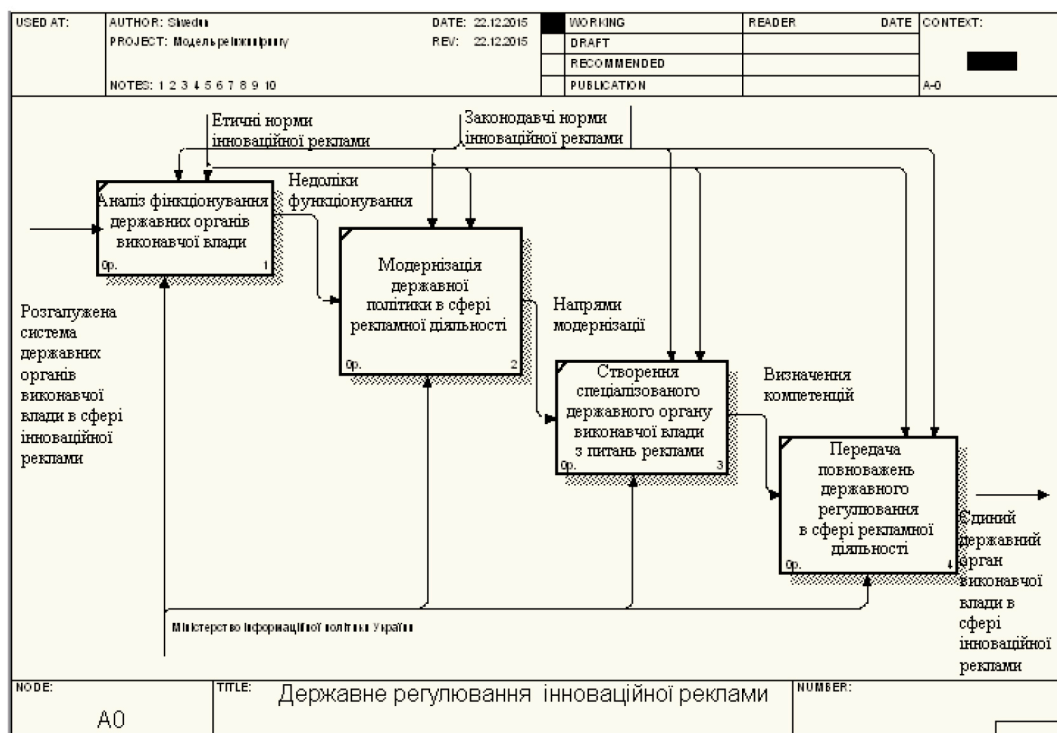 USED AT:
AUTHOR: Shvedun
DATE: 22.12.2015
WORKING
READER
DATE
CONTEXT:
PROJECT: Модель реінжинірингу
REV: 22.12.2015
DRAFT
RECOMMENDED
NOTES: 1 2 3 4 5 6 7 8 9 10
PUBLICATION
A-0
Етичні норми
інноваційної реклами
Законодавчі норми
інноваційної реклами
Аналіз фінкціонування
державних органів
виконавчої влади
0р.
1
Недоліки
функціонування
Модернізація
державної
політики в сфері
рекламної діяльності
0р.
2
Напрями
модернізації
Розгалужена
система
державних
органів
виконавчої
влади в сфері
інноваційної
реклами
Створення
спеціалізованого
державного органу
виконавчої влади
з питань реклами
0р.
3
Визначення
компетенцій
Передача
повноважень
державного
регулювання
в сфері рекламної
діяльності
0р.
4
Єдиний
державний
орган
виконавчої
влади в
сфері
інноваційної
реклами
Міністерство інформаційної політики України
NODE:
A0
TITLE:
Державне регулювання інноваційної реклами
NUMBER: